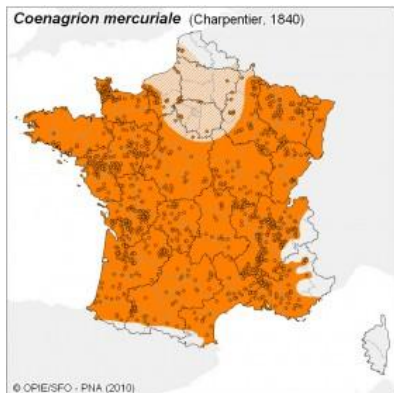 Coenagrion mercuriale (Charpentier, 1840)
© OPIE/SFO - PNA (2010)